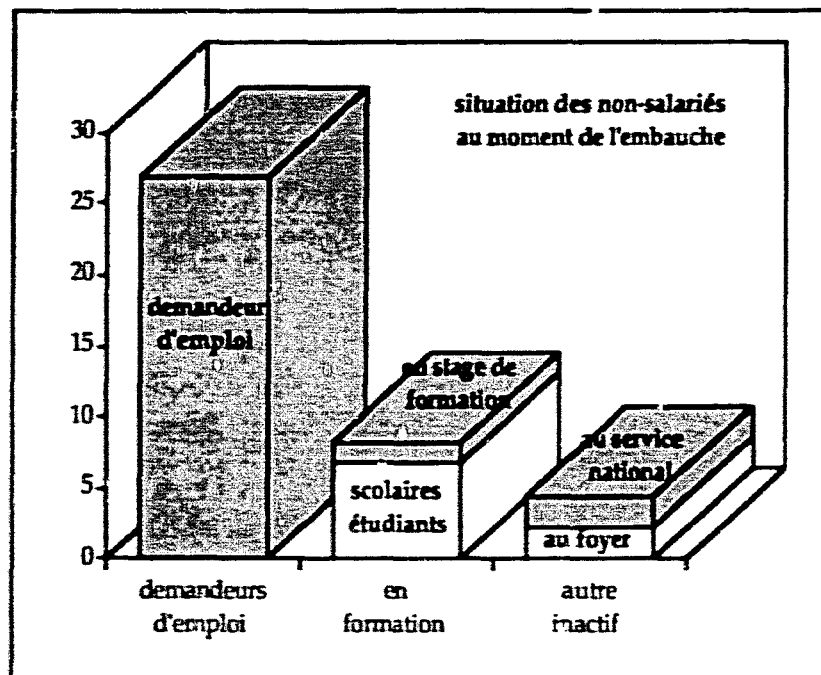 situation des non-salariés
au moment de l'embauche
30
25
20
15
10
5
0
demandeur
d'emploi
en stage de
formation
scolaires
étudiants
au service
national
au foyer
demandeurs
d'emploi
en
formation
autre
inactif